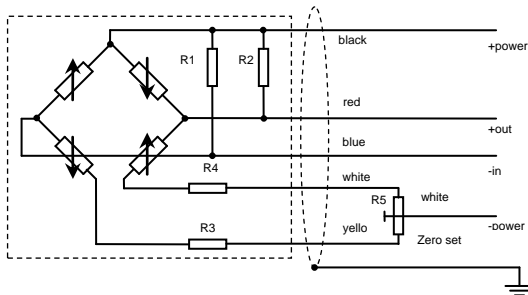 black
+power
R1
R2
red
+out
blue
-in
R4
white
R5
white
R3
yello
-power
Zero set